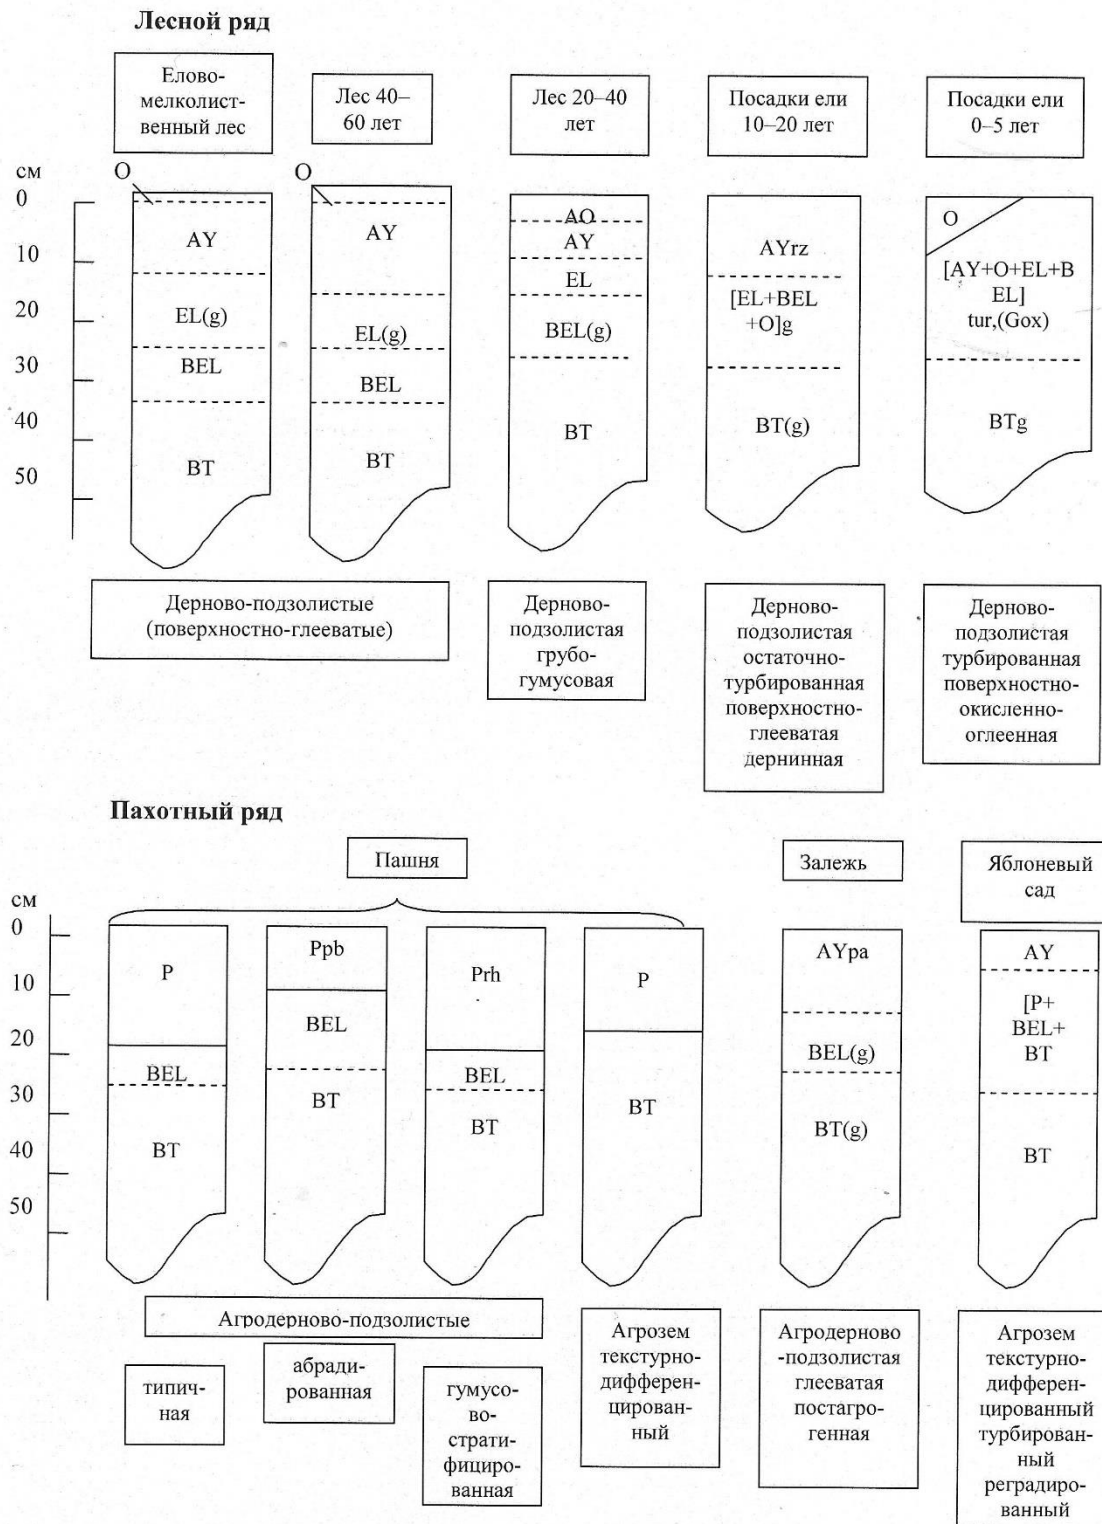 Лесной ряд
Елово-
мелколист-
венный лес
Лес 40–
60 лет
Лес 20–40
лет
Посадки ели
10–20 лет
Посадки ели
0–5 лет
см
0
10
20
30
40
50
O
AY
EL(g)
BEL
BT
O
AY
EL(g)
BEL
BT
AO
AY
EL
BEL(g)
BT
AYrz
[EL+BEL
+O]g
BT(g)
O
[AY+O+EL+B
EL]
tur,(Gox)
BTg
Дерново-подзолистые
(поверхностно-глееватые)
Дерново-
подзолистая
грубо-
гумусовая
Дерново-
подзолистая
остаточно-
турбированная
поверхностно-
глееватая
дернинная
Дерново-
подзолистая
турбированная
поверхностно-
окисленно-
оглеенная
Пахотный ряд
Пашня
Залежь
Яблоневый
сад
см
0
10
20
30
40
50
P
BEL
BT
Ppb
BEL
BT
Prh
BEL
BT
P
BT
AYpa
BEL(g)
BT(g)
AY
[P+
BEL+
BT
BT
Агродерново-подзолистые
типич-
ная
абради-
рованная
гумусо-
во-
страти-
фициро-
ванная
Агрозем
текстурно-
дифферен-
цирован-
ный
Агродерново
-подзолистая
глееватая
постагро-
генная
Агрозем
текстурно-
дифферен-
цированный
турбирован-
ный
реградиро-
ванный